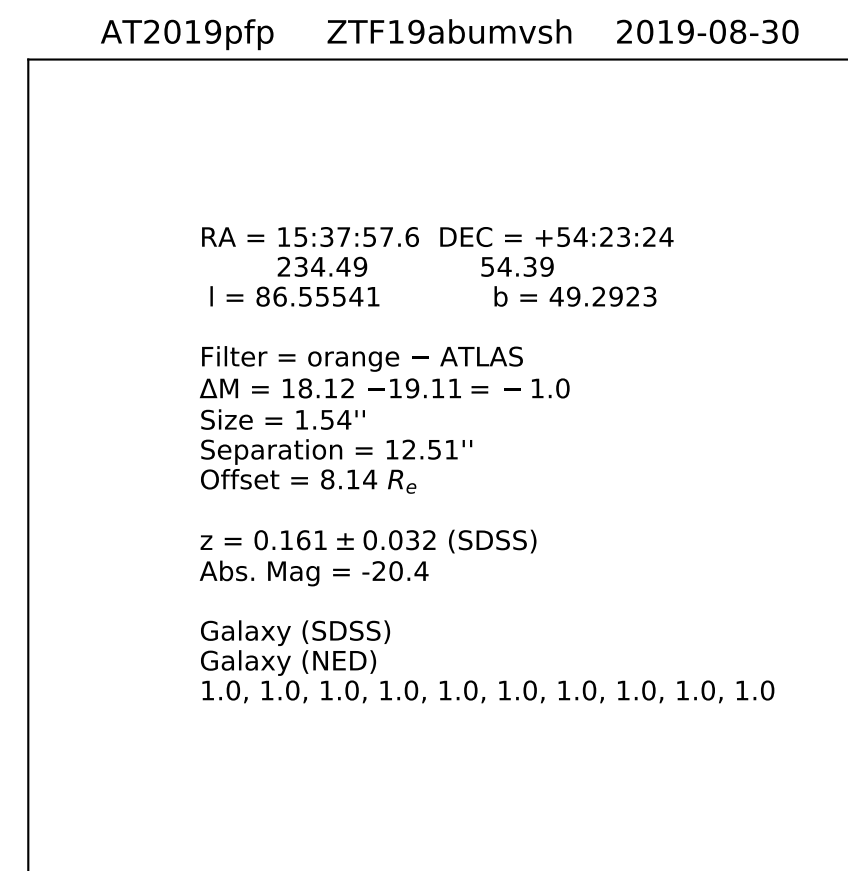 AT2019pfp ZTF19abumvsh 2019-08-30
RA = 15:37:57.6 DEC = +54:23:24
234.49 54.39
l = 86.55541 b = 49.2923
Filter = orange − ATLAS
ΔM = 18.12 −19.11 = − 1.0
Size = 1.54''
Separation = 12.51''
Offset = 8.14 Rₑ
z = 0.161 ± 0.032 (SDSS)
Abs. Mag = -20.4
Galaxy (SDSS)
Galaxy (NED)
1.0, 1.0, 1.0, 1.0, 1.0, 1.0, 1.0, 1.0, 1.0, 1.0